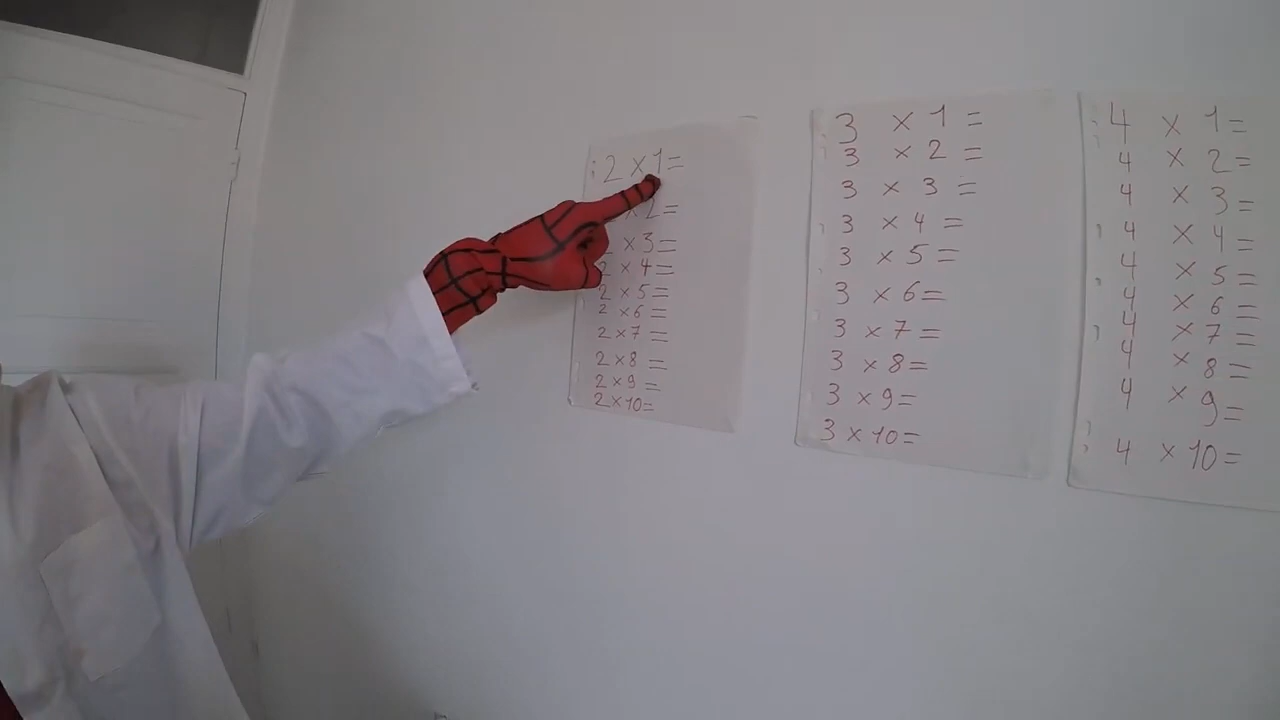 2 x 1 =
x 2 =
x 3 =
2 x 4 =
2 x 5 =
2 x 6 =
2 x 7 =
2 x 8 =
2 x 9 =
2 x 10 =
3 x 1 =
3 x 2 =
3 x 3 =
3 x 4 =
3 x 5 =
3 x 6 =
3 x 7 =
3 x 8 =
3 x 9 =
3 x 10 =
4 x 1 =
4 x 2 =
4 x 3 =
4 x 4 =
4 x 5 =
4 x 6 =
4 x 7 =
4 x 8 =
4 x 9 =
4 x 10 =